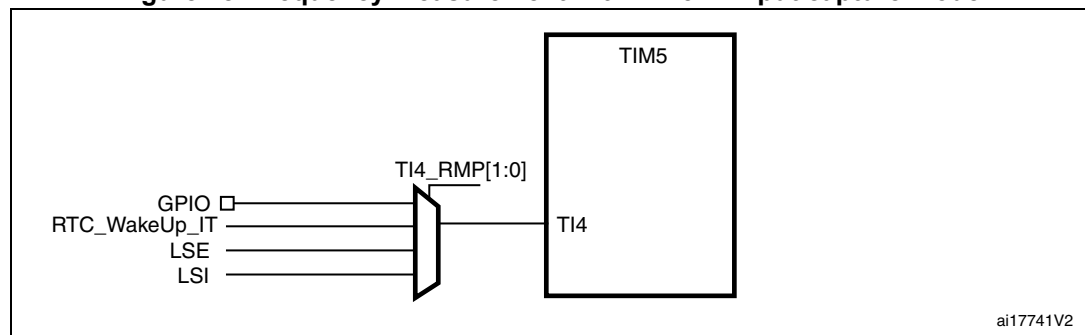 TIM5
TI4_RMP[1:0]
GPIO
RTC_WakeUp_IT
TI4
LSE
LSI
ai17741V2